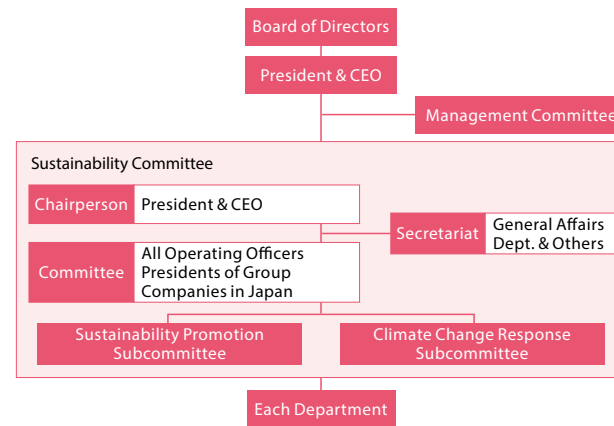 Board of Directors
President & CEO
Management Committee
Sustainability Committee
Chairperson
President & CEO
Secretariat
General Affairs
Dept. & Others
Committee
All Operating Officers
Presidents of Group
Companies in Japan
Sustainability Promotion
Subcommittee
Climate Change Response
Subcommittee
Each Department